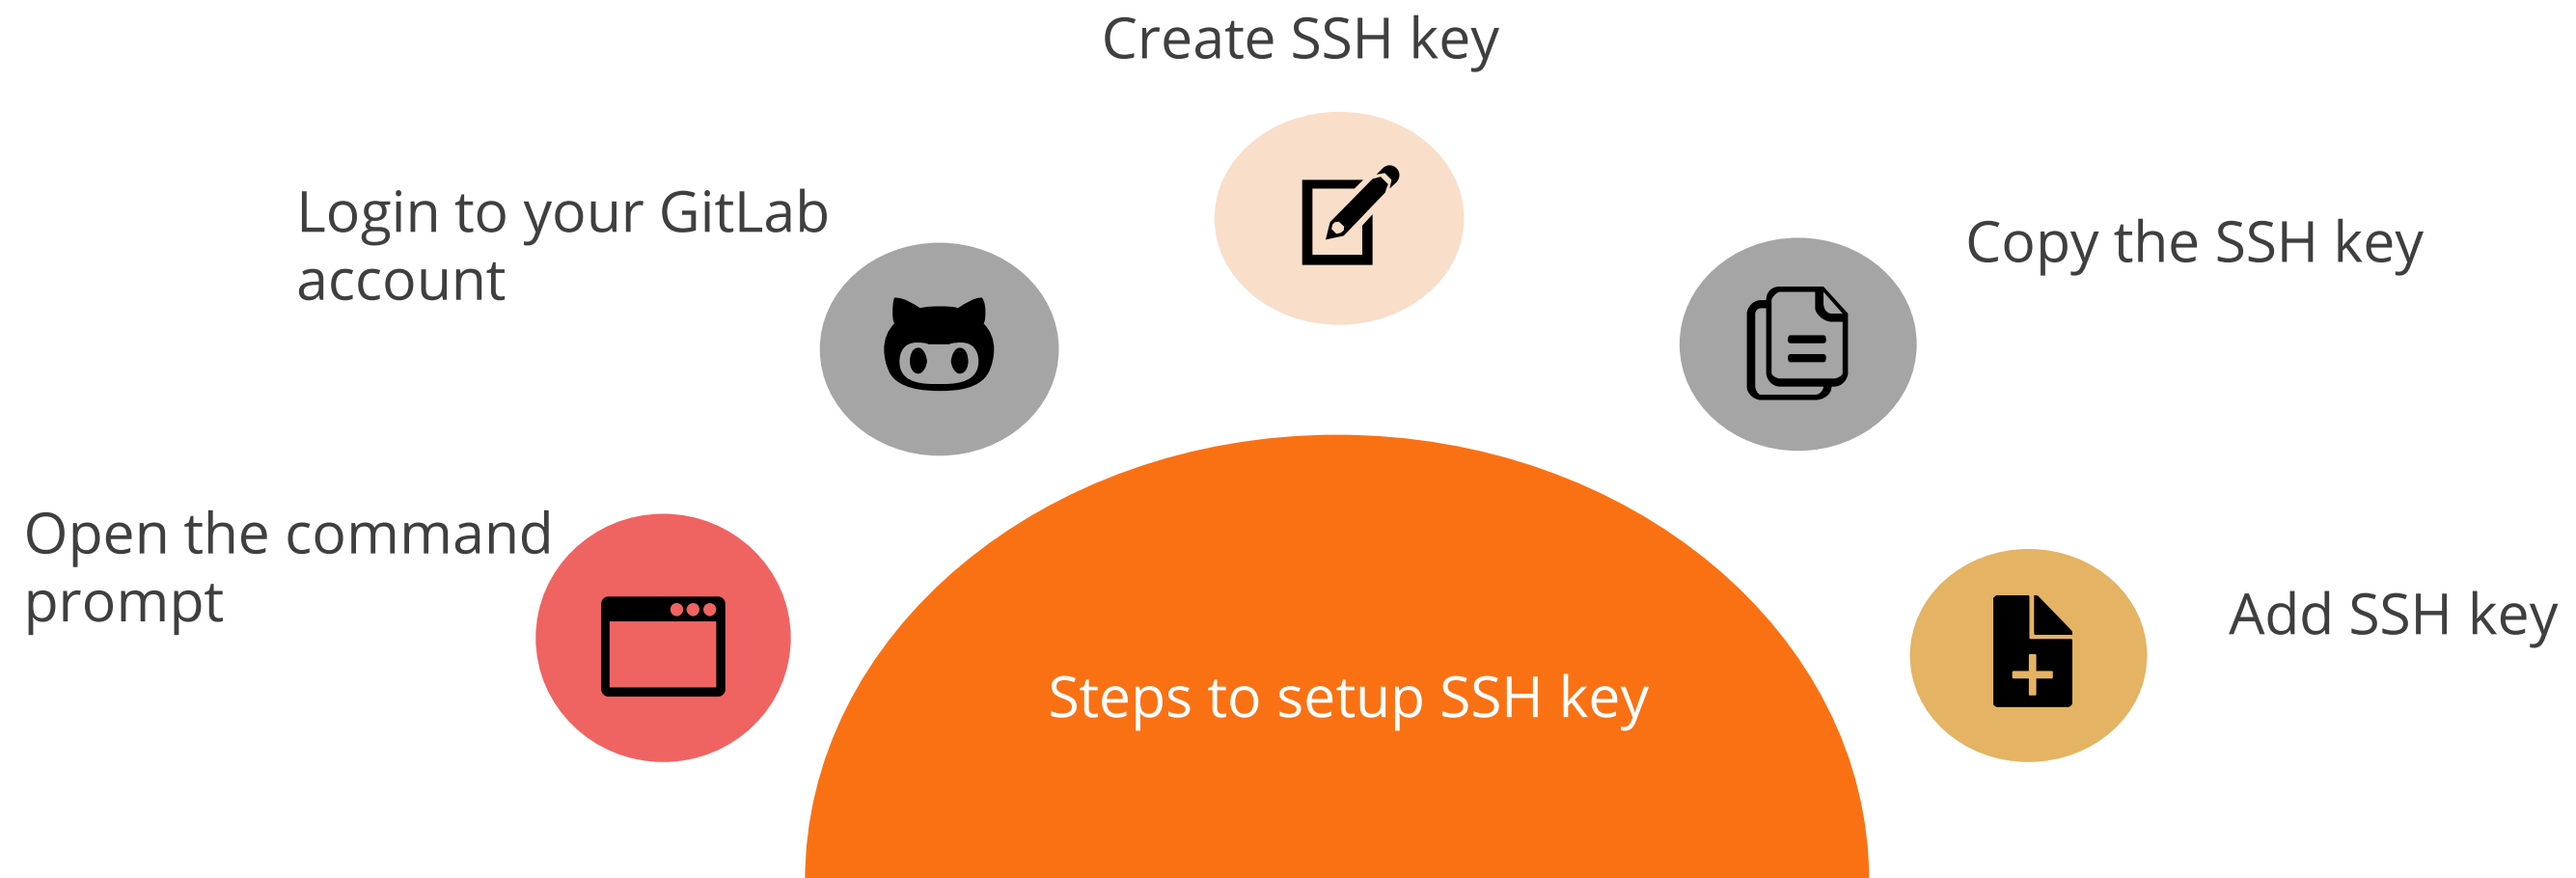 Create SSH key
Login to your GitLab
account
Copy the SSH key
Open the command
prompt
Add SSH key
Steps to setup SSH key